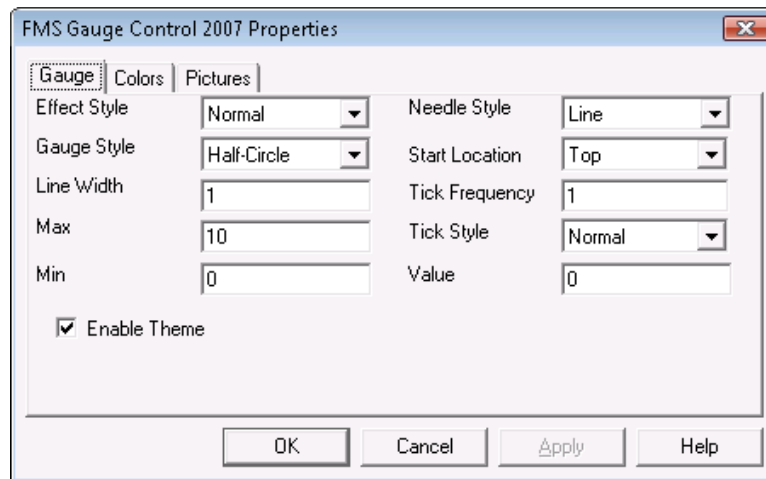 FMS Gauge Control 2007 Properties
Gauge Colors Pictures
Effect Style Normal Needle Style Line
Gauge Style Half-Circle Start Location Top
Line Width 1 Tick Frequency 1
Max 10 Tick Style Normal
Min 0 Value 0
Enable Theme
OK Cancel Apply Help